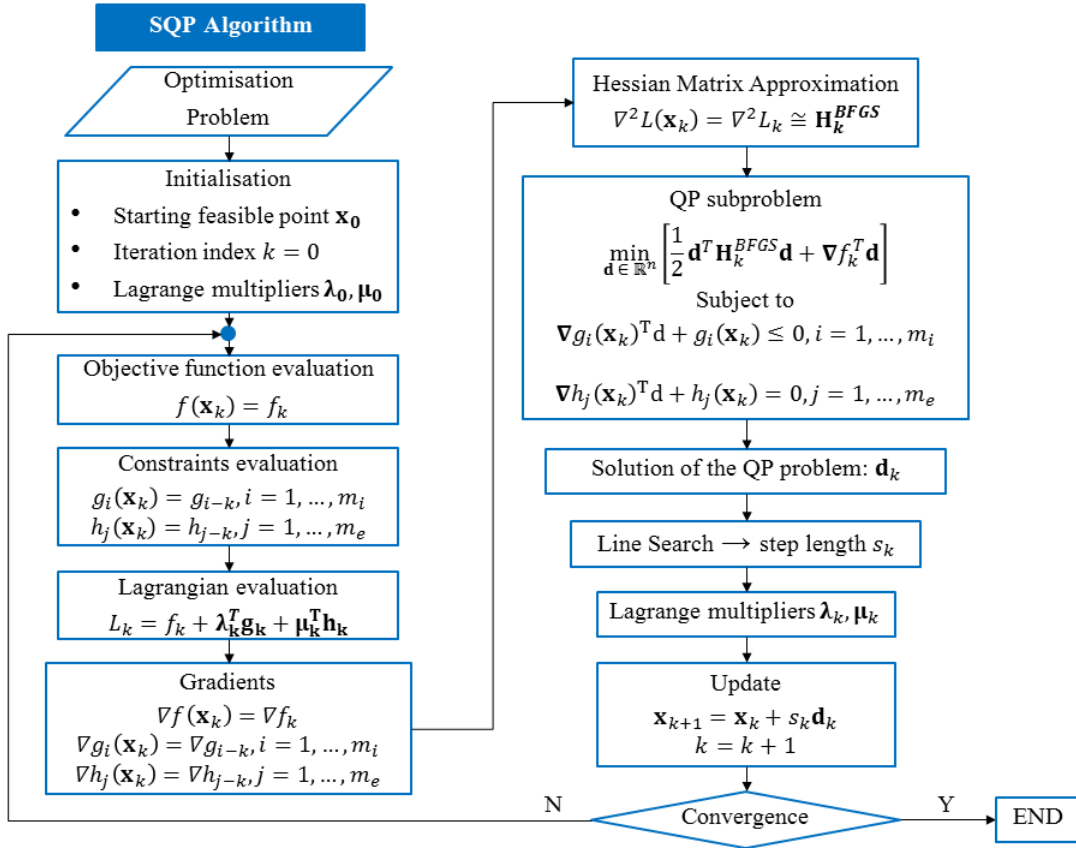 SQP Algorithm
Optimisation
Problem
Initialisation
• Starting feasible point 𝐱₀
• Iteration index k = 0
• Lagrange multipliers 𝛌₀, 𝛍₀
Objective function evaluation
f(𝐱ₖ) = fₖ
Constraints evaluation
gᵢ(𝐱ₖ) = gᵢ₋ₖ, i = 1, …, mᵢ
hⱼ(𝐱ₖ) = hⱼ₋ₖ, j = 1, …, mₑ
Lagrangian evaluation
Lₖ = fₖ + 𝛌ₖᵀ𝐠ₖ + 𝛍ₖᵀ𝐡ₖ
Gradients
∇f(𝐱ₖ) = ∇fₖ
∇gᵢ(𝐱ₖ) = ∇gᵢ₋ₖ, i = 1, …, mᵢ
∇hⱼ(𝐱ₖ) = ∇hⱼ₋ₖ, j = 1, …, mₑ
Hessian Matrix Approximation
∇²L(𝐱ₖ) = ∇²Lₖ ≅ 𝐇ₖ^BFGS
QP subproblem
min_{𝐝 ∈ ℝⁿ} [1/2 𝐝ᵀ𝐇ₖ^BFGS 𝐝 + 𝛁fₖᵀ𝐝]
Subject to
𝛁gᵢ(𝐱ₖ)ᵀd + gᵢ(𝐱ₖ) ≤ 0, i = 1, …, mᵢ
𝛁hⱼ(𝐱ₖ)ᵀd + hⱼ(𝐱ₖ) = 0, j = 1, …, mₑ
Solution of the QP problem: 𝐝ₖ
Line Search → step length sₖ
Lagrange multipliers 𝛌ₖ, 𝛍ₖ
Update
𝐱ₖ₊₁ = 𝐱ₖ + sₖ𝐝ₖ
k = k + 1
N
Convergence
Y
END